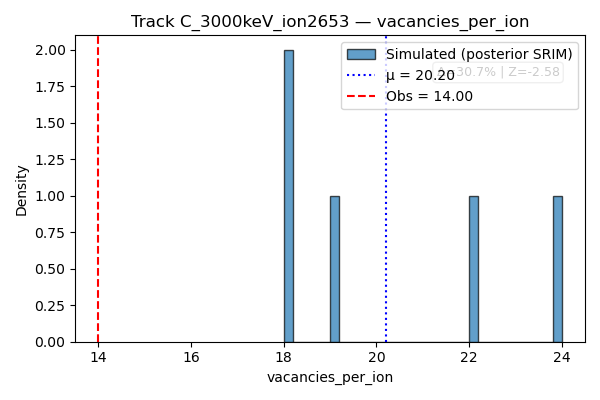 Track C_3000keV_ion2653 — vacancies_per_ion
2.00
1.75
1.50
1.25
1.00
0.75
0.50
0.25
0.00
Density
Simulated (posterior SRIM)
μ = 20.20
30.7% | Z=-2.58
Obs = 14.00
14 16 18 20 22 24
vacancies_per_ion